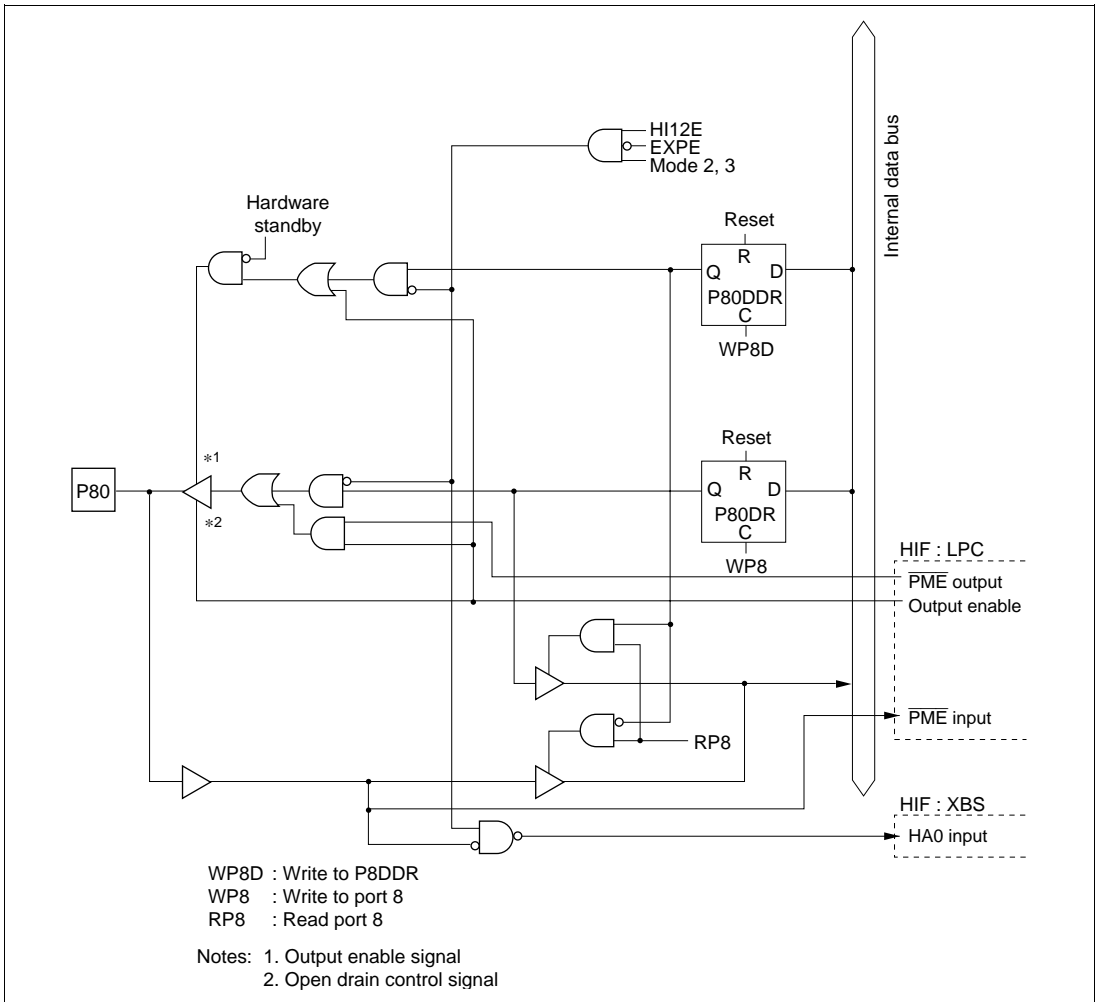 HI12E
EXPE
Mode 2, 3
Internal data bus
Hardware
standby
Reset
R
Q D
P80DDR
C
WP8D
*1
P80
*2
Reset
R
Q D
P80DR
C
WP8
HIF : LPC
PME output
Output enable
PME input
RP8
HIF : XBS
HA0 input
WP8D : Write to P8DDR
WP8 : Write to port 8
RP8 : Read port 8
Notes: 1. Output enable signal
2. Open drain control signal